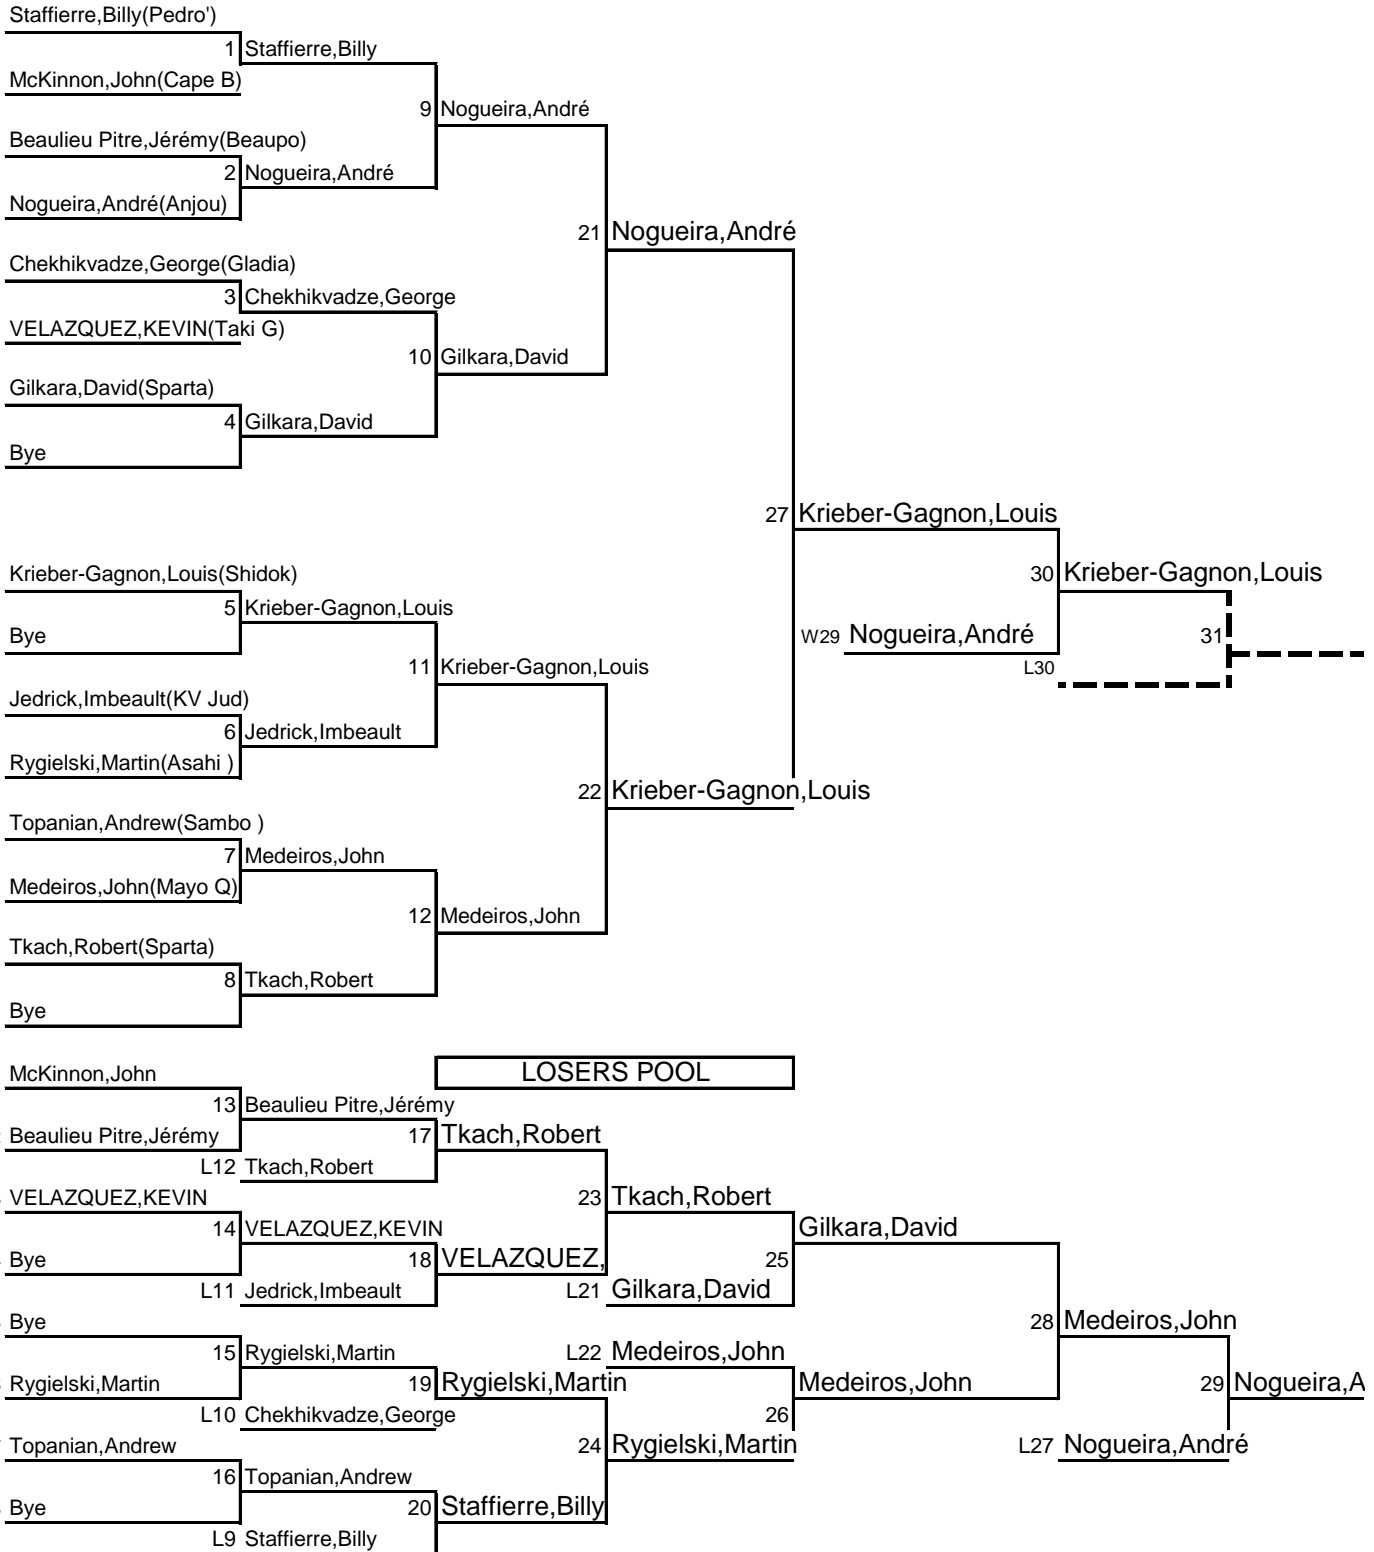 Staffierre,Billy(Pedro')
1 Staffierre,Billy
McKinnon,John(Cape B)
9 Nogueira,André
Beaulieu Pitre,Jérémy(Beaupo)
2 Nogueira,André
Nogueira,André(Anjou)
21 Nogueira,André
Chekhikvadze,George(Gladia)
3 Chekhikvadze,George
VELAZQUEZ,KEVIN(Taki G)
10 Gilkara,David
Gilkara,David(Sparta)
4 Gilkara,David
Bye
27 Krieber-Gagnon,Louis
Krieber-Gagnon,Louis(Shidok)
30 Krieber-Gagnon,Louis
5 Krieber-Gagnon,Louis
Bye
W29 Nogueira,André
31
11 Krieber-Gagnon,Louis
L30
Jedrick,Imbeault(KV Jud)
6 Jedrick,Imbeault
Rygielski,Martin(Asahi )
22 Krieber-Gagnon,Louis
Topanian,Andrew(Sambo )
7 Medeiros,John
Medeiros,John(Mayo Q)
12 Medeiros,John
Tkach,Robert(Sparta)
8 Tkach,Robert
Bye
McKinnon,John
LOSERS POOL
13 Beaulieu Pitre,Jérémy
Beaulieu Pitre,Jérémy
17 Tkach,Robert
L12 Tkach,Robert
VELAZQUEZ,KEVIN
23 Tkach,Robert
14 VELAZQUEZ,KEVIN
Gilkara,David
Bye
18 VELAZQUEZ,
25
L11 Jedrick,Imbeault
L21 Gilkara,David
Bye
28 Medeiros,John
15 Rygielski,Martin
L22 Medeiros,John
Rygielski,Martin
19 Rygielski,Martin
Medeiros,John
29 Nogueira,A
L10 Chekhikvadze,George
26
Topanian,Andrew
24 Rygielski,Martin
L27 Nogueira,André
16 Topanian,Andrew
Bye
20 Staffierre,Billy
L9 Staffierre,Billy